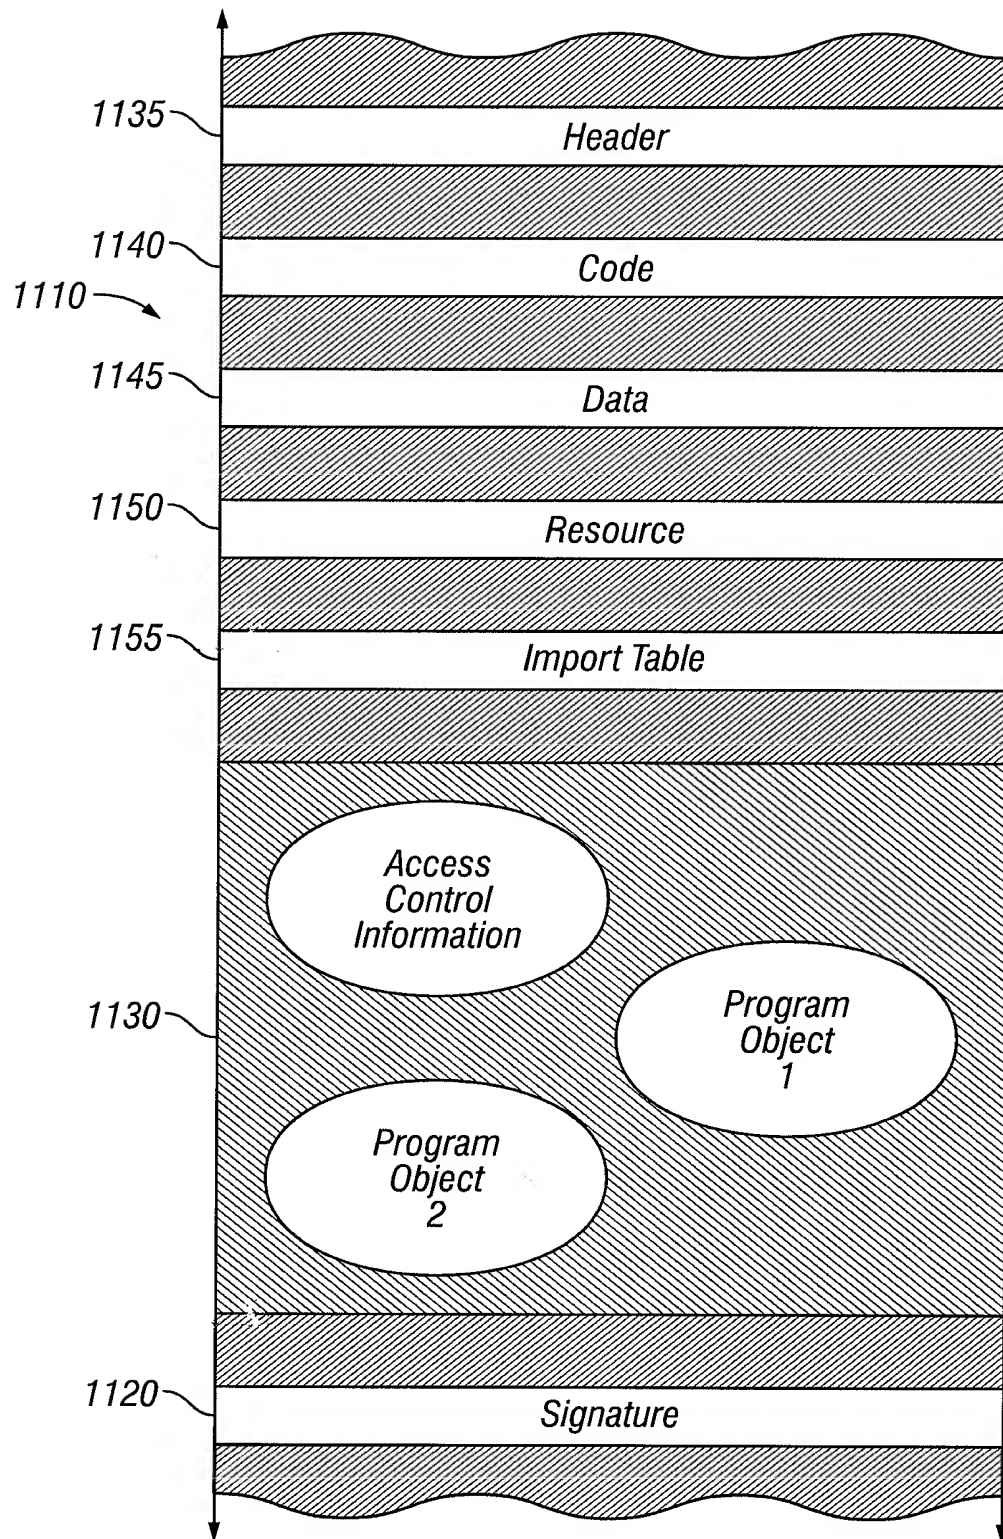 1135
Header
1140
Code
1110
1145
Data
1150
Resource
1155
Import Table
Access
Control
Information
1130
Program
Object
1
Program
Object
2
1120
Signature